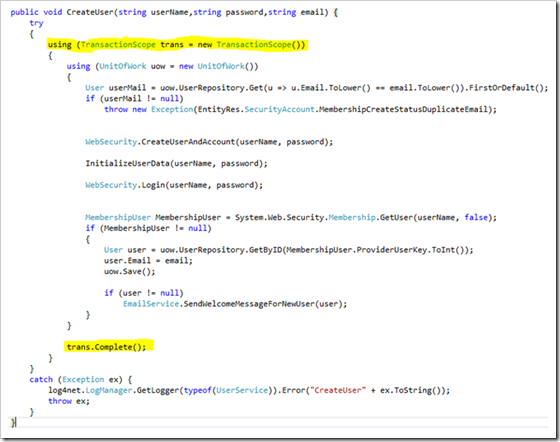 public void CreateUser(string userName,string password,string email) {
try
{
using (TransactionScope trans = new TransactionScope())
{
using (UnitOfWork uow = new UnitOfWork())
{
User userMail = uow.UserRepository.Get(u => u.Email.ToLower() == email.ToLower()).FirstOrDefault();
if (userMail != null)
throw new Exception(EntityRes.SecurityAccount.MembershipCreateStatusDuplicateEmail);
WebSecurity.CreateUserAndAccount(userName, password);
InitializeUserData(userName, password);
WebSecurity.Login(userName, password);
MembershipUser MembershipUser = System.Web.Security.Membership.GetUser(userName, false);
if (MembershipUser != null)
{
User user = uow.UserRepository.GetByID(MembershipUser.ProviderUserKey.ToInt());
user.Email = email;
uow.Save();
if (user != null)
EmailService.SendWelcomeMessageForNewUser(user);
}
}
trans.Complete();
}
}
catch (Exception ex) {
log4net.LogManager.GetLogger(typeof(UserService)).Error("CreateUser" + ex.ToString());
throw ex;
}
}